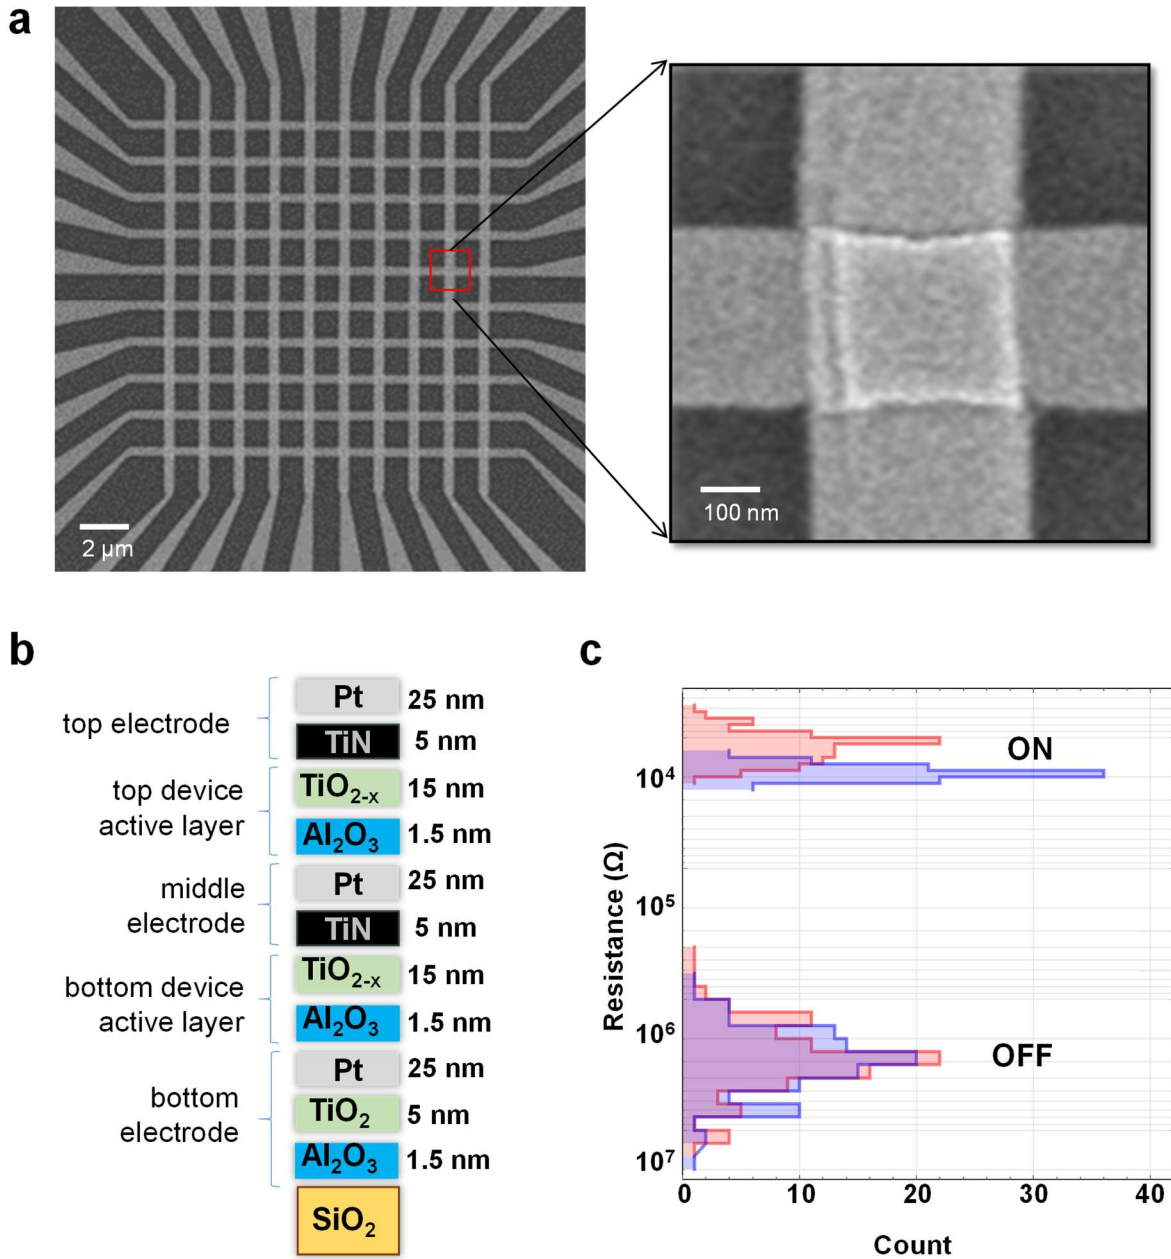 a
2 µm
100 nm
b
top electrode
Pt 25 nm
TiN 5 nm
top device
active layer
TiO2-x 15 nm
Al2O3 1.5 nm
middle
electrode
Pt 25 nm
TiN 5 nm
bottom device
active layer
TiO2-x 15 nm
Al2O3 1.5 nm
bottom
electrode
Pt 25 nm
TiO2 5 nm
Al2O3 1.5 nm
SiO2
c
ON
OFF
Resistance (Ω)
10⁴
10⁵
10⁶
10⁷
0 10 20 30 40
Count